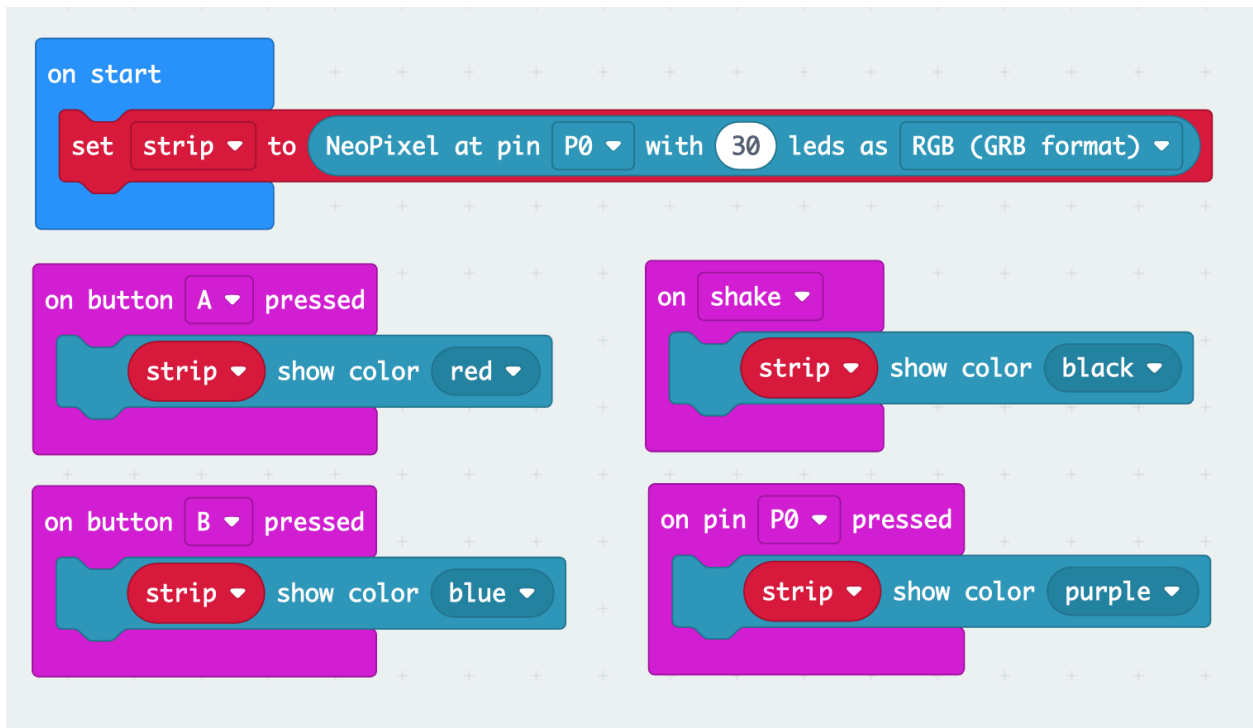 on start
set strip to NeoPixel at pin P0 with 30 leds as RGB (GRB format)
on button A pressed
strip show color red
on shake
strip show color black
on button B pressed
strip show color blue
on pin P0 pressed
strip show color purple